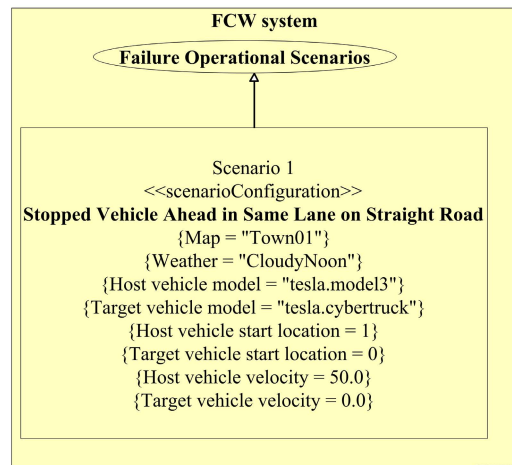 FCW system
Failure Operational Scenarios
Scenario 1
<<scenarioConfiguration>>
Stopped Vehicle Ahead in Same Lane on Straight Road
{Map = "Town01"}
{Weather = "CloudyNoon"}
{Host vehicle model = "tesla.model3"}
{Target vehicle model = "tesla.cybertruck"}
{Host vehicle start location = 1}
{Target vehicle start location = 0}
{Host vehicle velocity = 50.0}
{Target vehicle velocity = 0.0}